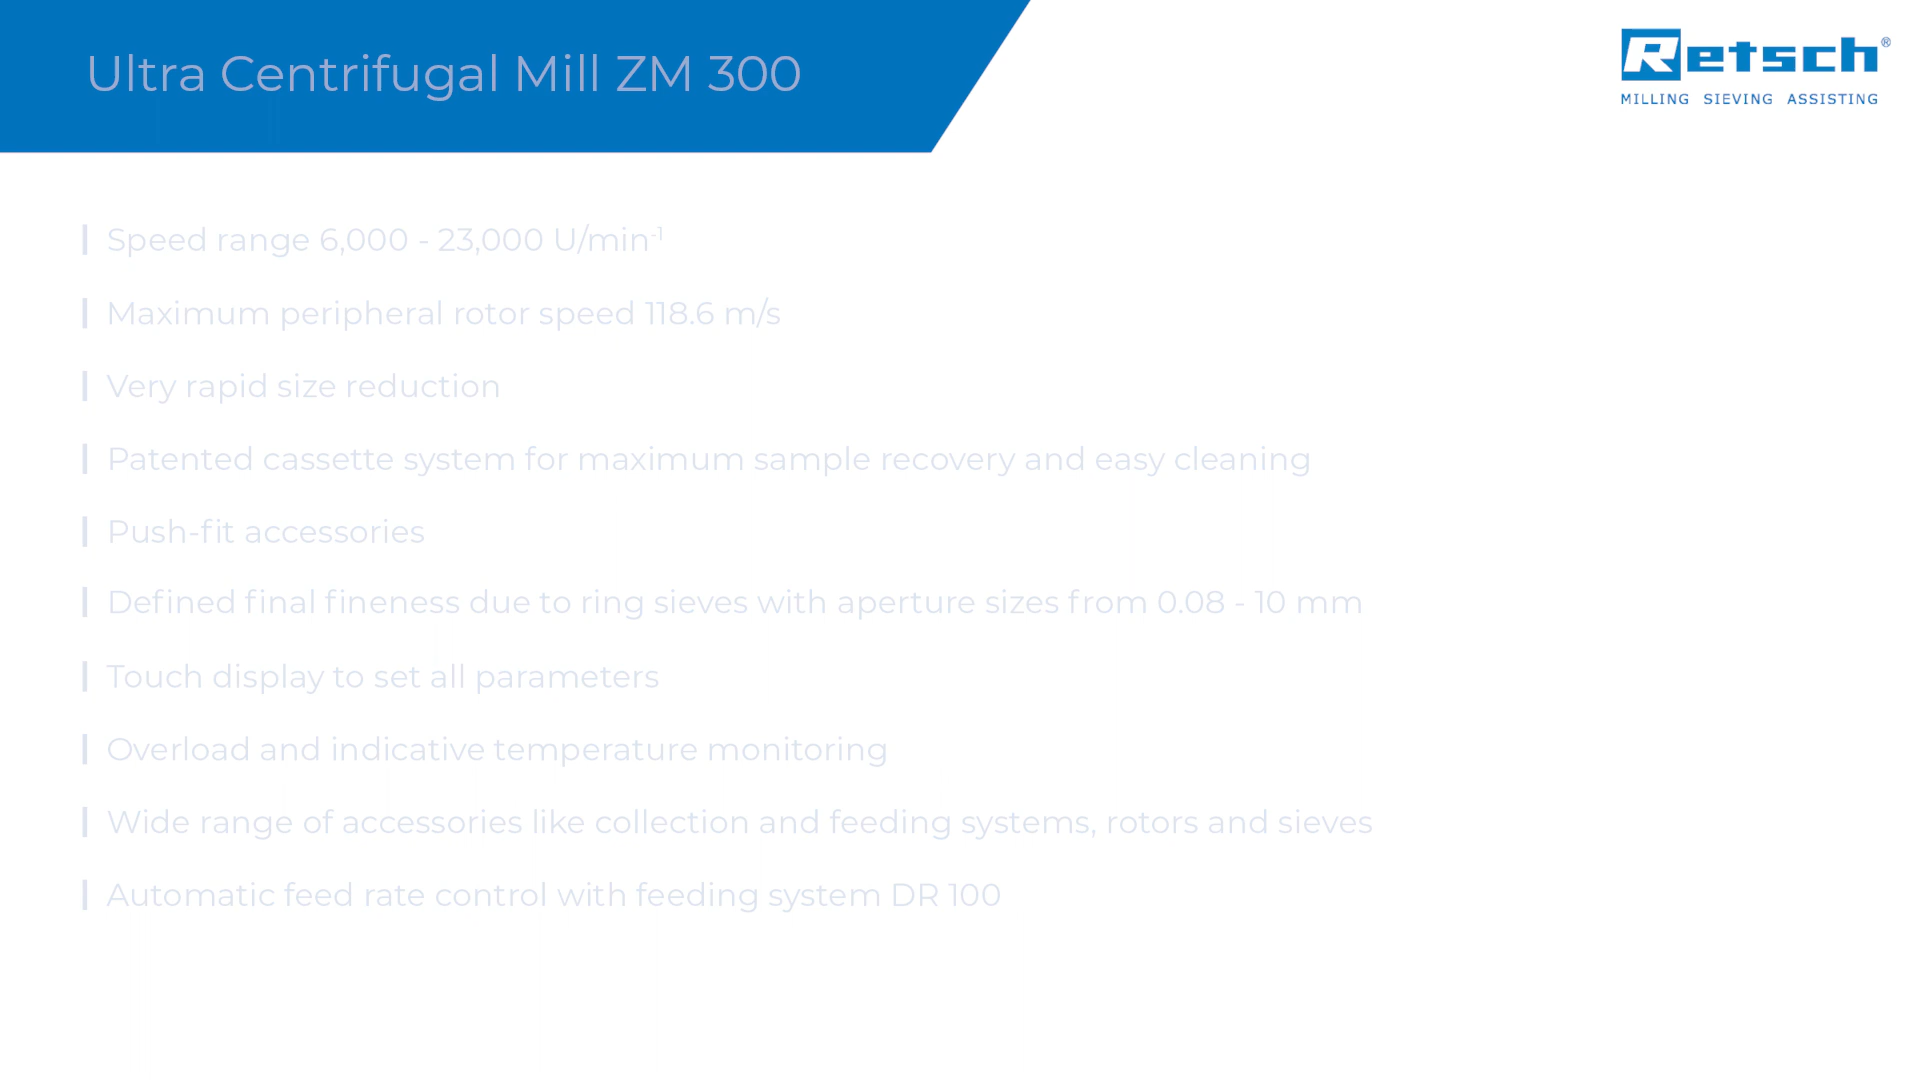 Ultra Centrifugal Mill ZM 300
Retsch®
MILLING SIEVING ASSISTING
Speed range 6,000 - 23,000 U/min⁻¹
Maximum peripheral rotor speed 118.6 m/s
Very rapid size reduction
Patented cassette system for maximum sample recovery and easy cleaning
Push-fit accessories
Defined final fineness due to ring sieves with aperture sizes from 0.08 - 10 mm
Touch display to set all parameters
Overload and indicative temperature monitoring
Wide range of accessories like collection and feeding systems, rotors and sieves
Automatic feed rate control with feeding system DR 100